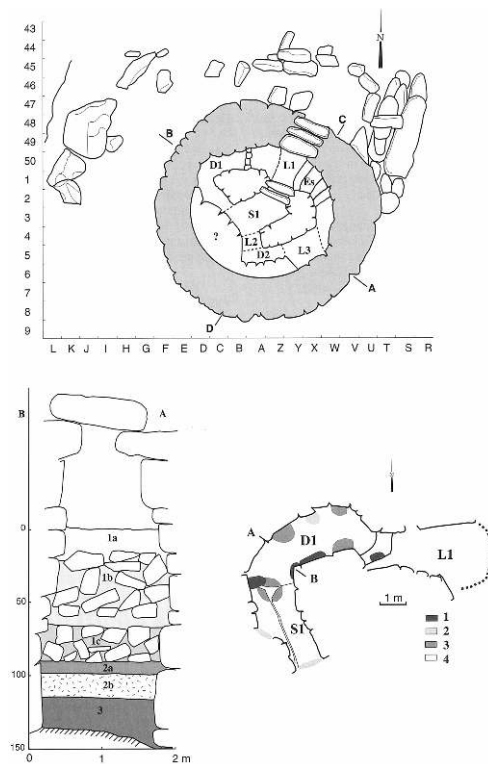 43
44
45
46
47
48
49
50
1
2
3
4
5
6
7
8
9
L K J I H G F E D C B A Z Y X W V U T S R
N
B
C
D1
L1
Es
S1
?
L2
D2
L3
A
D
B A
0
50
100
150
1a
1b
1c
2a
2b
3
0 1 2 m
A
D1
B
L1
S1
1 m
1
2
3
4